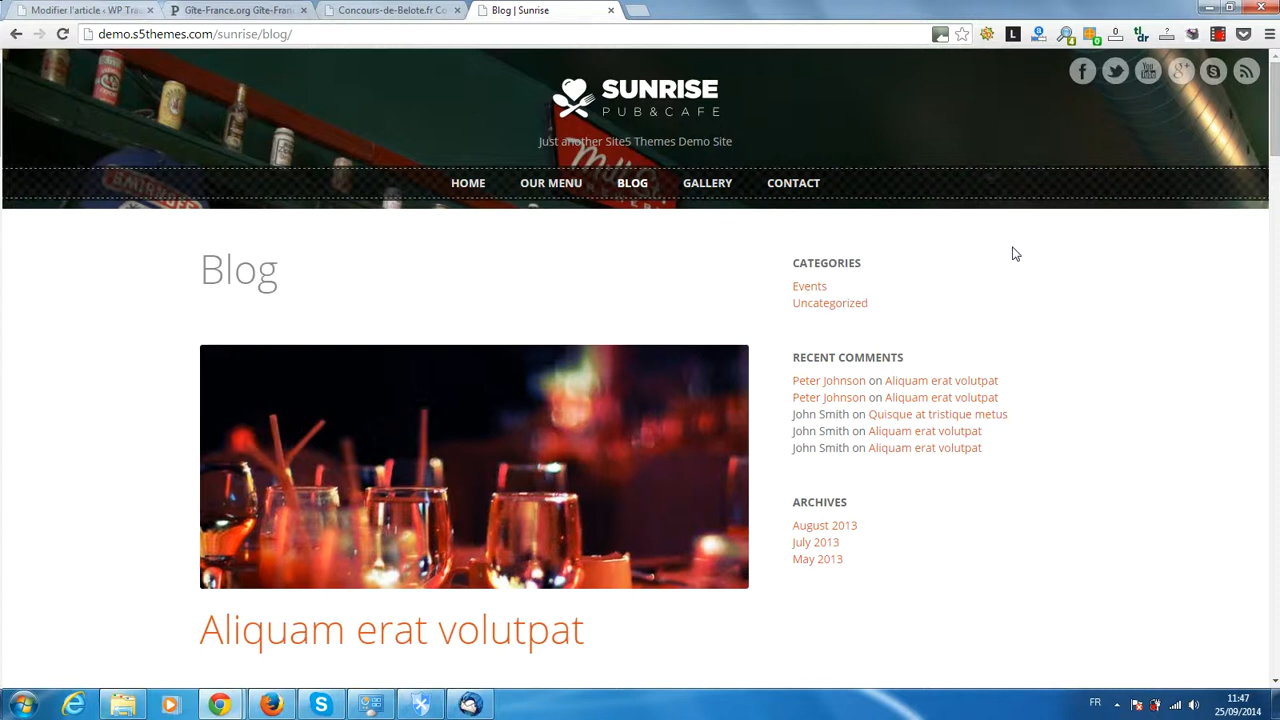 Modifier l'article ‹ WP Tra
Gîte-France.org Gîte-Fran
Concours-de-Belote.fr Co
Blog | Sunrise
demo.s5themes.com/sunrise/blog/
SUNRISE
PUB & CAFE
Just another Site5 Themes Demo Site
HOME
OUR MENU
BLOG
GALLERY
CONTACT
Blog
CATEGORIES
Events
Uncategorized
RECENT COMMENTS
Peter Johnson on Aliquam erat volutpat
Peter Johnson on Aliquam erat volutpat
John Smith on Quisque at tristique metus
John Smith on Aliquam erat volutpat
John Smith on Aliquam erat volutpat
ARCHIVES
August 2013
July 2013
May 2013
Aliquam erat volutpat
FR
11:47
25/09/2014